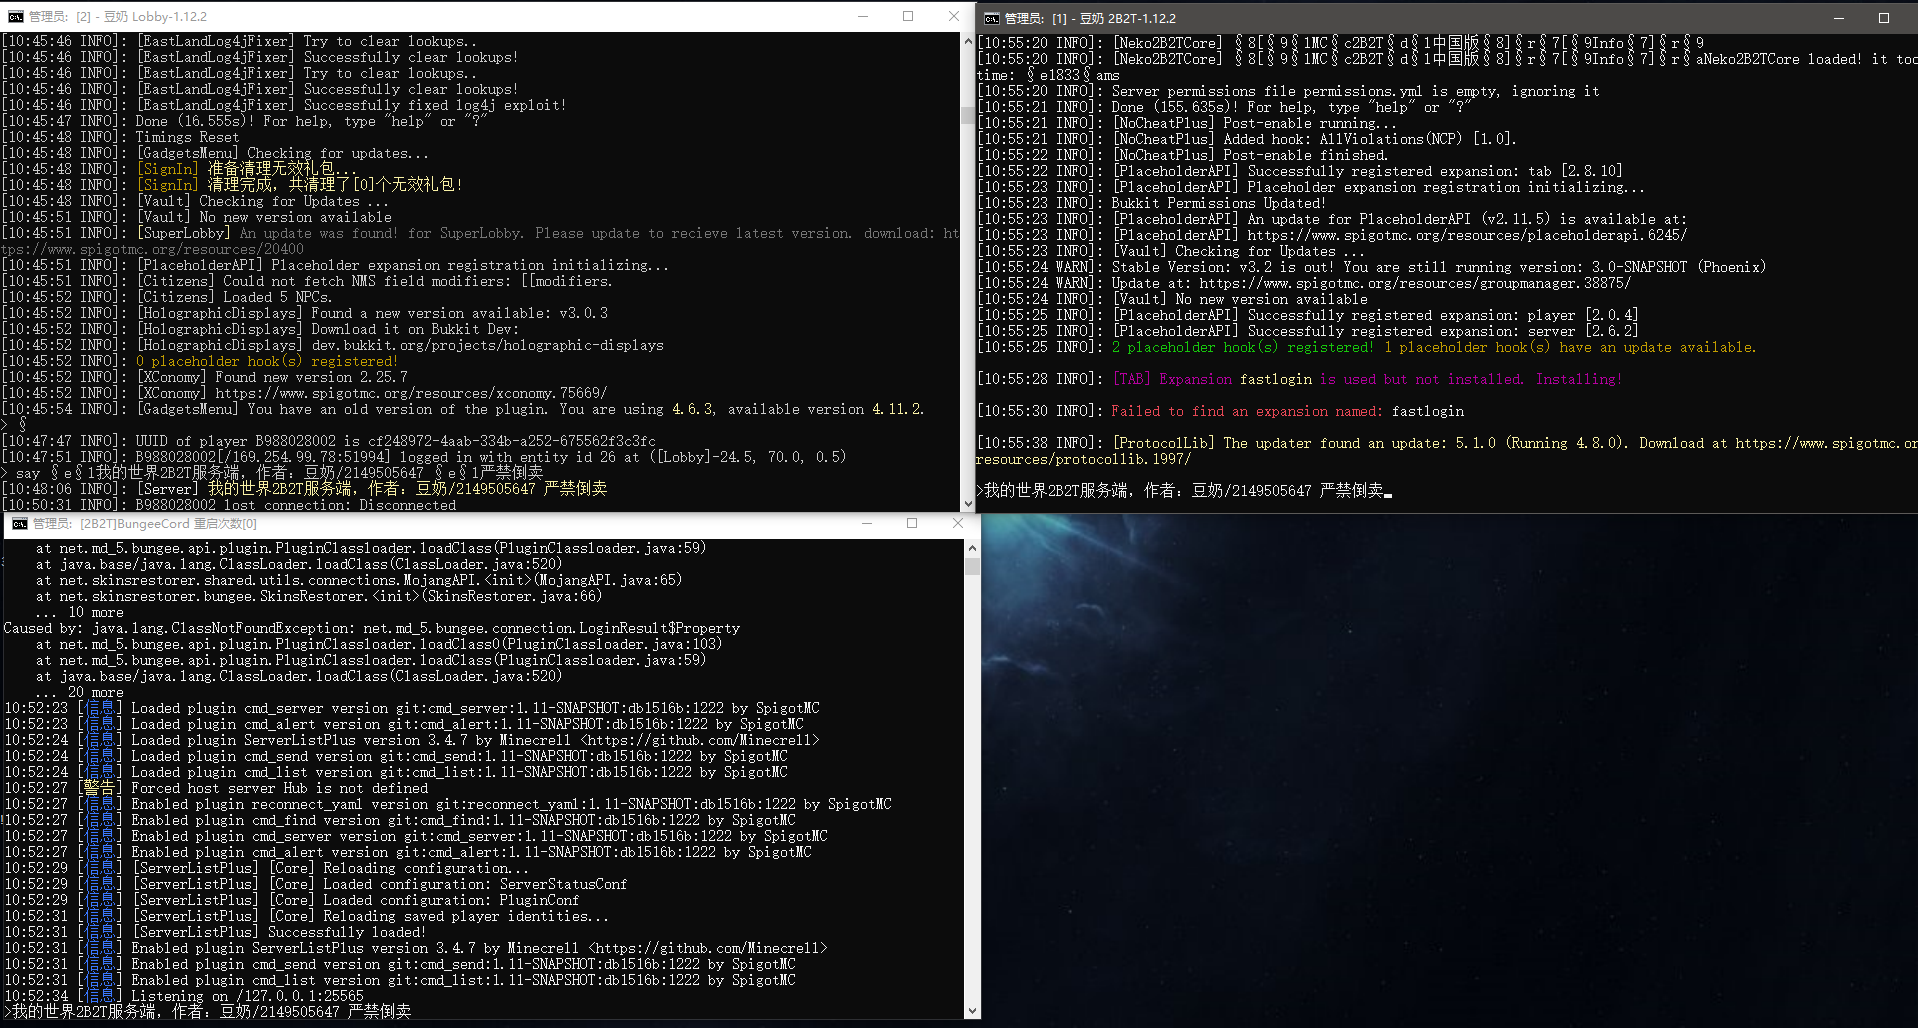 管理员: [2] - 豆奶 Lobby-1.12.2
[10:45:46 INFO]: [EastLandLog4jFixer] Try to clear lookups..
[10:45:46 INFO]: [EastLandLog4jFixer] Successfully clear lookups!
[10:45:46 INFO]: [EastLandLog4jFixer] Try to clear lookups..
[10:45:46 INFO]: [EastLandLog4jFixer] Successfully clear lookups!
[10:45:46 INFO]: [EastLandLog4jFixer] Successfully fixed log4j exploit!
[10:45:47 INFO]: Done (16.555s)! For help, type "help" or "?"
[10:45:48 INFO]: Timings Reset
[10:45:48 INFO]: [GadgetsMenu] Checking for updates...
[10:45:48 INFO]: [SignIn] 准备清理无效礼包...
[10:45:48 INFO]: [SignIn] 清理完成，共清理了[0]个无效礼包!
[10:45:48 INFO]: [Vault] Checking for Updates ...
[10:45:51 INFO]: [Vault] No new version available
[10:45:51 INFO]: [SuperLobby] An update was found! for SuperLobby. Please update to recieve latest version. download: ht
tps://www.spigotmc.org/resources/20400
[10:45:51 INFO]: [PlaceholderAPI] Placeholder expansion registration initializing...
[10:45:51 INFO]: [Citizens] Could not fetch NMS field modifiers: [[modifiers.
[10:45:52 INFO]: [Citizens] Loaded 5 NPCs.
[10:45:52 INFO]: [HolographicDisplays] Found a new version available: v3.0.3
[10:45:52 INFO]: [HolographicDisplays] Download it on Bukkit Dev:
[10:45:52 INFO]: [HolographicDisplays] dev.bukkit.org/projects/holographic-displays
[10:45:52 INFO]: 0 placeholder hook(s) registered!
[10:45:52 INFO]: [XConomy] Found new version 2.25.7
[10:45:52 INFO]: [XConomy] https://www.spigotmc.org/resources/xconomy.75669/
[10:45:54 INFO]: [GadgetsMenu] You have an old version of the plugin. You are using 4.6.3, available version 4.11.2.
> §
[10:47:47 INFO]: UUID of player B988028002 is cf248972-4aab-334b-a252-675562f3c3fc
[10:47:51 INFO]: B988028002[/169.254.99.78:51994] logged in with entity id 26 at ([Lobby]-24.5, 70.0, 0.5)
> say §e§1我的世界2B2T服务端，作者：豆奶/2149505647 §e§1严禁倒卖
[10:48:06 INFO]: [Server] 我的世界2B2T服务端，作者：豆奶/2149505647 严禁倒卖
[10:50:31 INFO]: B988028002 lost connection: Disconnected
管理员: [1] - 豆奶 2B2T-1.12.2
[10:55:20 INFO]: [Neko2B2TCore] §8[§9§1MC§c2B2T§d§1中国版§8]§r§7[§9Info§7]§r§9
[10:55:20 INFO]: [Neko2B2TCore] §8[§9§1MC§c2B2T§d§1中国版§8]§r§7[§9Info§7]§r§aNeko2B2TCore loaded! it too
time: §e1833§ams
[10:55:20 INFO]: Server permissions file permissions.yml is empty, ignoring it
[10:55:21 INFO]: Done (155.635s)! For help, type "help" or "?"
[10:55:21 INFO]: [NoCheatPlus] Post-enable running...
[10:55:21 INFO]: [NoCheatPlus] Added hook: AllViolations(NCP) [1.0].
[10:55:22 INFO]: [NoCheatPlus] Post-enable finished.
[10:55:22 INFO]: [PlaceholderAPI] Successfully registered expansion: tab [2.8.10]
[10:55:23 INFO]: [PlaceholderAPI] Placeholder expansion registration initializing...
[10:55:23 INFO]: Bukkit Permissions Updated!
[10:55:23 INFO]: [PlaceholderAPI] An update for PlaceholderAPI (v2.11.5) is available at:
[10:55:23 INFO]: [PlaceholderAPI] https://www.spigotmc.org/resources/placeholderapi.6245/
[10:55:23 INFO]: [Vault] Checking for Updates ...
[10:55:24 WARN]: Stable Version: v3.2 is out! You are still running version: 3.0-SNAPSHOT (Phoenix)
[10:55:24 WARN]: Update at: https://www.spigotmc.org/resources/groupmanager.38875/
[10:55:24 INFO]: [Vault] No new version available
[10:55:25 INFO]: [PlaceholderAPI] Successfully registered expansion: player [2.0.4]
[10:55:25 INFO]: [PlaceholderAPI] Successfully registered expansion: server [2.6.2]
[10:55:25 INFO]: 2 placeholder hook(s) registered! 1 placeholder hook(s) have an update available.
[10:55:28 INFO]: [TAB] Expansion fastlogin is used but not installed. Installing!
[10:55:30 INFO]: Failed to find an expansion named: fastlogin
[10:55:38 INFO]: [ProtocolLib] The updater found an update: 5.1.0 (Running 4.8.0). Download at https://www.spigotmc.or
resources/protocollib.1997/
>我的世界2B2T服务端，作者：豆奶/2149505647 严禁倒卖
管理员: [2B2T]BungeeCord 重启次数[0]
at net.md_5.bungee.api.plugin.PluginClassloader.loadClass(PluginClassloader.java:59)
at java.base/java.lang.ClassLoader.loadClass(ClassLoader.java:520)
at net.skinsrestorer.shared.utils.connections.MojangAPI.<init>(MojangAPI.java:65)
at net.skinsrestorer.bungee.SkinsRestorer.<init>(SkinsRestorer.java:66)
... 10 more
Caused by: java.lang.ClassNotFoundException: net.md_5.bungee.connection.LoginResult$Property
at net.md_5.bungee.api.plugin.PluginClassloader.loadClass0(PluginClassloader.java:103)
at net.md_5.bungee.api.plugin.PluginClassloader.loadClass(PluginClassloader.java:59)
at java.base/java.lang.ClassLoader.loadClass(ClassLoader.java:520)
... 20 more
10:52:23 [信息] Loaded plugin cmd_server version git:cmd_server:1.11-SNAPSHOT:db1516b:1222 by SpigotMC
10:52:23 [信息] Loaded plugin cmd_alert version git:cmd_alert:1.11-SNAPSHOT:db1516b:1222 by SpigotMC
10:52:24 [信息] Loaded plugin ServerListPlus version 3.4.7 by Minecrell <https://github.com/Minecrell>
10:52:24 [信息] Loaded plugin cmd_send version git:cmd_send:1.11-SNAPSHOT:db1516b:1222 by SpigotMC
10:52:24 [信息] Loaded plugin cmd_list version git:cmd_list:1.11-SNAPSHOT:db1516b:1222 by SpigotMC
10:52:27 [警告] Forced host server Hub is not defined
10:52:27 [信息] Enabled plugin reconnect_yaml version git:reconnect_yaml:1.11-SNAPSHOT:db1516b:1222 by SpigotMC
10:52:27 [信息] Enabled plugin cmd_find version git:cmd_find:1.11-SNAPSHOT:db1516b:1222 by SpigotMC
10:52:27 [信息] Enabled plugin cmd_server version git:cmd_server:1.11-SNAPSHOT:db1516b:1222 by SpigotMC
10:52:27 [信息] Enabled plugin cmd_alert version git:cmd_alert:1.11-SNAPSHOT:db1516b:1222 by SpigotMC
10:52:29 [信息] [ServerListPlus] [Core] Reloading configuration...
10:52:29 [信息] [ServerListPlus] [Core] Loaded configuration: ServerStatusConf
10:52:29 [信息] [ServerListPlus] [Core] Loaded configuration: PluginConf
10:52:31 [信息] [ServerListPlus] [Core] Reloading saved player identities...
10:52:31 [信息] [ServerListPlus] Successfully loaded!
10:52:31 [信息] Enabled plugin ServerListPlus version 3.4.7 by Minecrell <https://github.com/Minecrell>
10:52:31 [信息] Enabled plugin cmd_send version git:cmd_send:1.11-SNAPSHOT:db1516b:1222 by SpigotMC
10:52:31 [信息] Enabled plugin cmd_list version git:cmd_list:1.11-SNAPSHOT:db1516b:1222 by SpigotMC
10:52:34 [信息] Listening on /127.0.0.1:25565
>我的世界2B2T服务端，作者：豆奶/2149505647 严禁倒卖